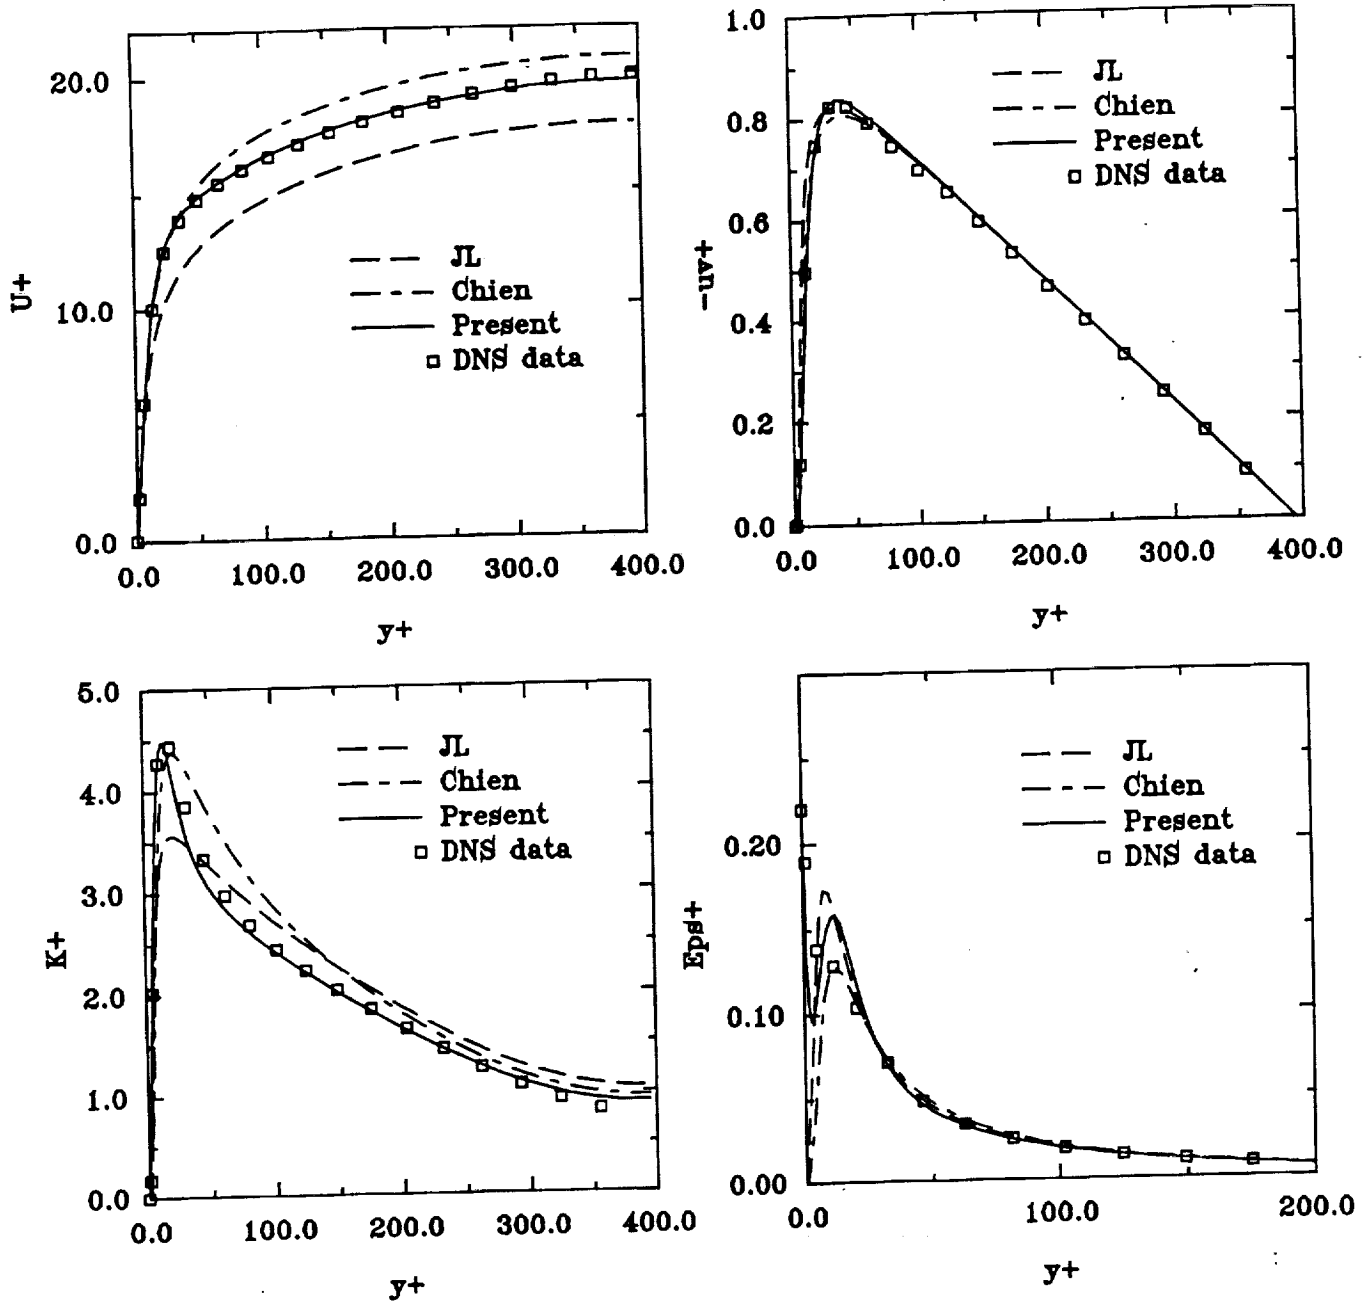 20.0
10.0
0.0
U+
JL
Chien
Present
DNS data
0.0 100.0 200.0 300.0 400.0
y+
1.0
0.8
0.6
0.4
0.2
0.0
-uv+
JL
Chien
Present
DNS data
0.0 100.0 200.0 300.0 400.0
y+
5.0
4.0
3.0
2.0
1.0
0.0
K+
JL
Chien
Present
DNS data
0.0 100.0 200.0 300.0 400.0
y+
0.20
0.10
0.00
Eps+
JL
Chien
Present
DNS data
0.0 100.0 200.0
y+